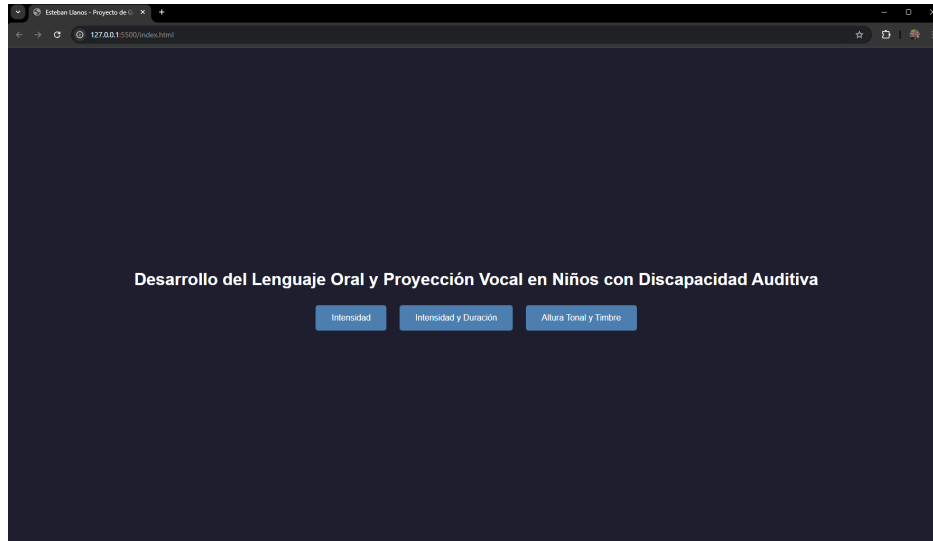 Esteban Llanos - Proyecto de G
127.0.0.1:5500/index.html
Desarrollo del Lenguaje Oral y Proyección Vocal en Niños con Discapacidad Auditiva
Intensidad
Intensidad y Duración
Altura Tonal y Timbre